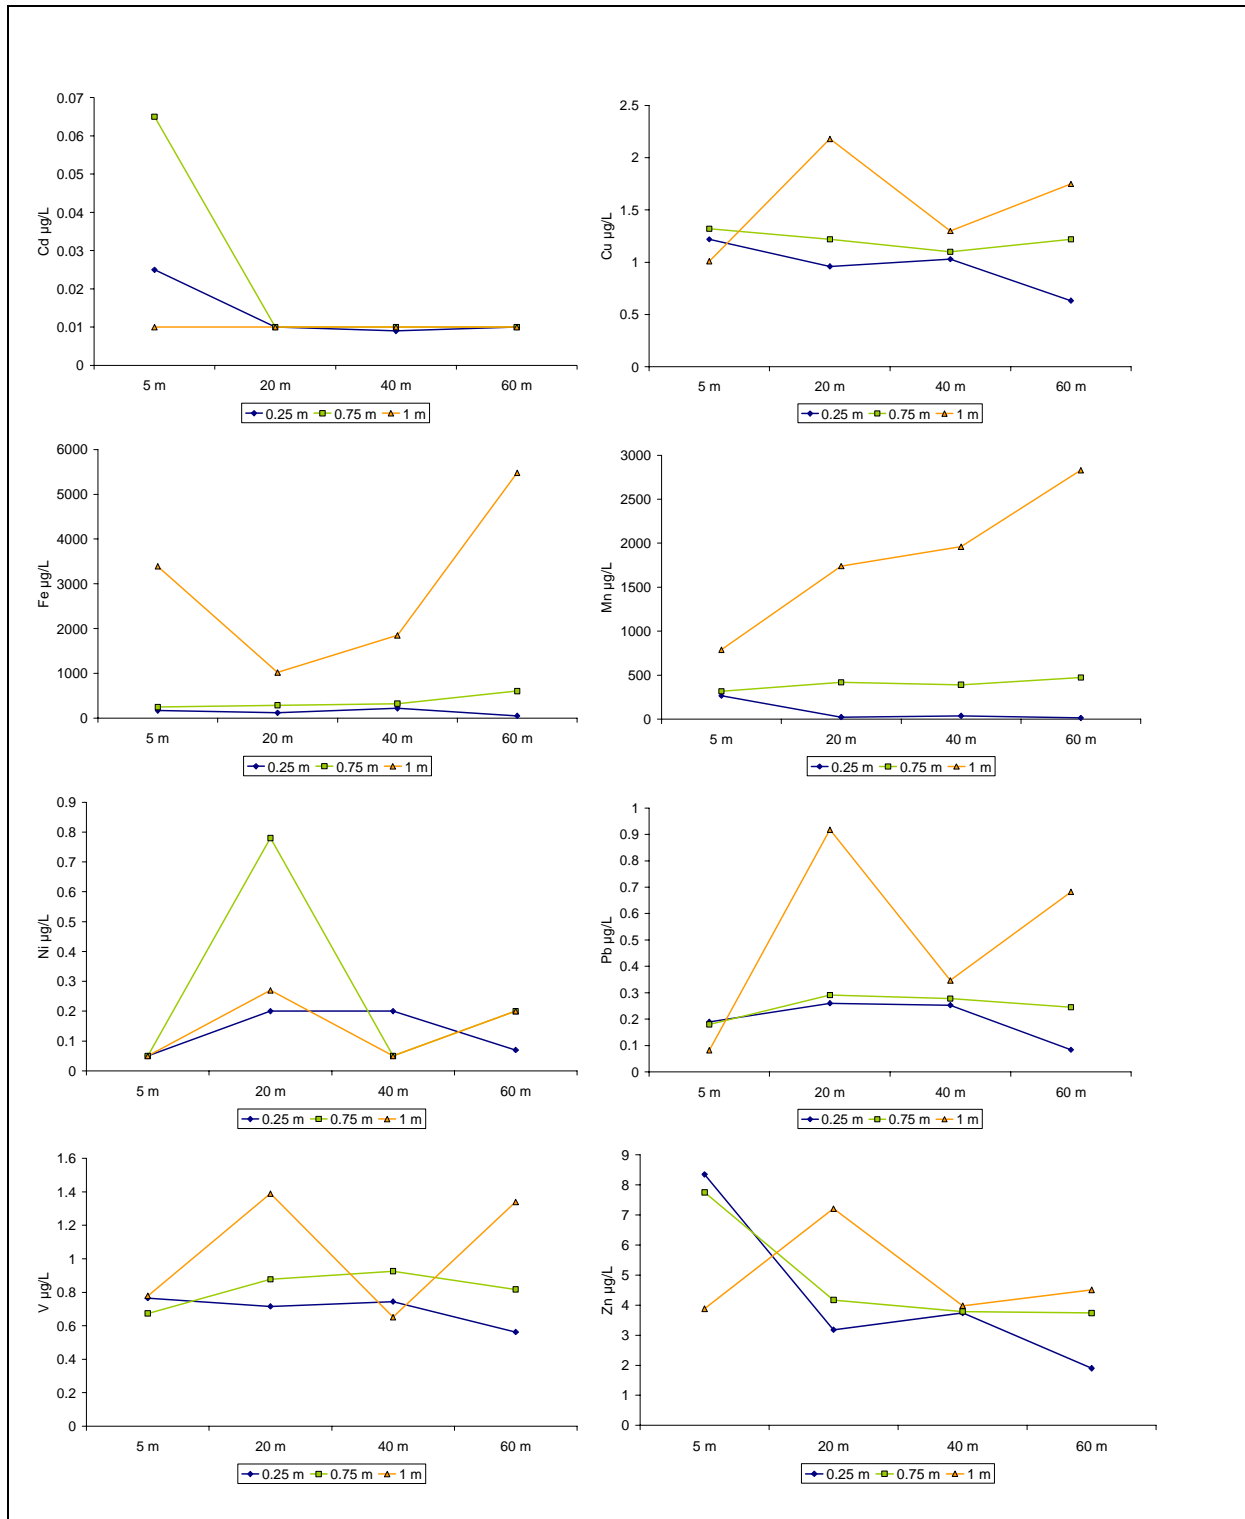 Cd µg/L
0.07
0.06
0.05
0.04
0.03
0.02
0.01
0
5 m 20 m 40 m 60 m
0.25 m 0.75 m 1 m
Cu µg/L
2.5
2
1.5
1
0.5
0
5 m 20 m 40 m 60 m
0.25 m 0.75 m 1 m
Fe µg/L
6000
5000
4000
3000
2000
1000
0
5 m 20 m 40 m 60 m
0.25 m 0.75 m 1 m
Mn µg/L
3000
2500
2000
1500
1000
500
0
5 m 20 m 40 m 60 m
0.25 m 0.75 m 1 m
Ni µg/L
0.9
0.8
0.7
0.6
0.5
0.4
0.3
0.2
0.1
0
5 m 20 m 40 m 60 m
0.25 m 0.75 m 1 m
Pb µg/L
1
0.9
0.8
0.7
0.6
0.5
0.4
0.3
0.2
0.1
0
5 m 20 m 40 m 60 m
0.25 m 0.75 m 1 m
V µg/L
1.6
1.4
1.2
1
0.8
0.6
0.4
0.2
0
5 m 20 m 40 m 60 m
0.25 m 0.75 m 1 m
Zn µg/L
9
8
7
6
5
4
3
2
1
0
5 m 20 m 40 m 60 m
0.25 m 0.75 m 1 m